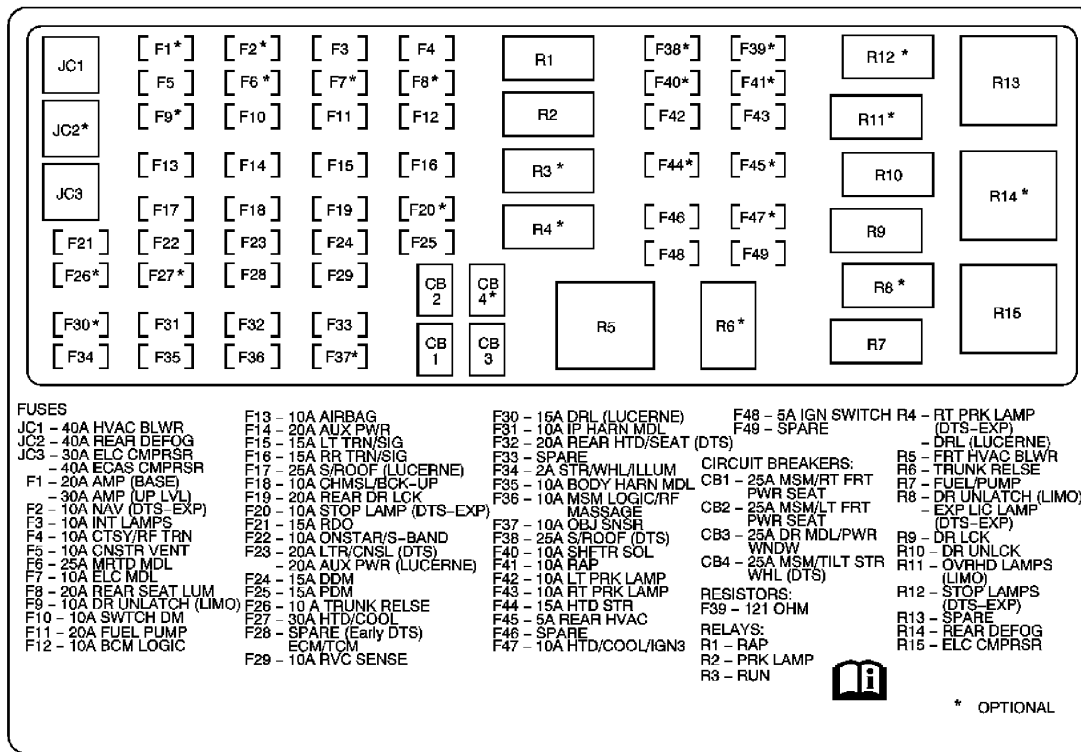 JC1 [F1*] [F2*] [F3] [F4] R1 [F38*] [F39*] R12 * R13
[F5] [F6*] [F7*] [F8*] [F40*] [F41*]
JC2* [F9*] [F10] [F11] [F12] R2 [F42] [F43] R11*
JC3 [F13] [F14] [F15] [F16] R3 * [F44*] [F45*] R10 R14 *
[F17] [F18] [F19] [F20*] R4 * [F46] [F47*] R9
[F21] [F22] [F23] [F24] [F25] [F48] [F49]
[F26*] [F27*] [F28] [F29] CB 2 CB 4* R8 *
[F30*] [F31] [F32] [F33] R5 R6* R15
[F34] [F35] [F36] [F37*] CB 1 CB 3 R7
FUSES
JC1 – 40A HVAC BLWR
JC2 – 40A REAR DEFOG
JC3 – 30A ELC CMPRSR
– 40A ECAS CMPRSR
F1 – 20A AMP (BASE)
– 30A AMP (UP LVL)
F2 – 10A NAV (DTS–EXP)
F3 – 10A INT LAMPS
F4 – 10A CTSY/RF TRN
F5 – 10A CNSTR VENT
F6 – 25A MRTD MDL
F7 – 10A ELC MDL
F8 – 20A REAR SEAT LUM
F9 – 10A DR UNLATCH (LIMO)
F10 – 10A SWTCH DM
F11 – 20A FUEL PUMP
F12 – 10A BCM LOGIC
F13 – 10A AIRBAG
F14 – 20A AUX PWR
F15 – 15A LT TRN/SIG
F16 – 15A RR TRN/SIG
F17 – 25A S/ROOF (LUCERNE)
F18 – 10A CHMSL/BCK–UP
F19 – 20A REAR DR LCK
F20 – 10A STOP LAMP (DTS–EXP)
F21 – 15A RDO
F22 – 10A ONSTAR/S–BAND
F23 – 20A LTR/CNSL (DTS)
– 20A AUX PWR (LUCERNE)
F24 – 15A DDM
F25 – 15A PDM
F26 – 10 A TRUNK RELSE
F27 – 30A HTD/COOL
F28 – SPARE (Early DTS)
ECM/TCM
F29 – 10A RVC SENSE
F30 – 15A DRL (LUCERNE)
F31 – 10A IP HARN MDL
F32 – 20A REAR HTD/SEAT (DTS)
F33 – SPARE
F34 – 2A STR/WHL/ILLUM
F35 – 10A BODY HARN MDL
F36 – 10A MSM LOGIC/RF
MASSAGE
F37 – 10A OBJ SNSR
F38 – 25A S/ROOF (DTS)
F40 – 10A SHFTR SOL
F41 – 10A RAP
F42 – 10A LT PRK LAMP
F43 – 10A RT PRK LAMP
F44 – 15A HTD STR
F45 – 5A REAR HVAC
F46 – SPARE
F47 – 10A HTD/COOL/IGN3
F48 – 5A IGN SWITCH
F49 – SPARE
CIRCUIT BREAKERS:
CB1 – 25A MSM/RT FRT
PWR SEAT
CB2 – 25A MSM/LT FRT
PWR SEAT
CB3 – 25A DR MDL/PWR
WNDW
CB4 – 25A MSM/TILT STR
WHL (DTS)
RESISTORS:
F39 – 121 OHM
RELAYS:
R1 – RAP
R2 – PRK LAMP
R3 – RUN
R4 – RT PRK LAMP
(DTS–EXP)
– DRL (LUCERNE)
R5 – FRT HVAC BLWR
R6 – TRUNK RELSE
R7 – FUEL/PUMP
R8 – DR UNLATCH (LIMO)
– EXP LIC LAMP
(DTS–EXP)
R9 – DR LCK
R10 – DR UNLCK
R11 – OVRHD LAMPS
(LIMO)
R12 – STOP LAMPS
(DTS–EXP)
R13 – SPARE
R14 – REAR DEFOG
R15 – ELC CMPRSR
i
* OPTIONAL